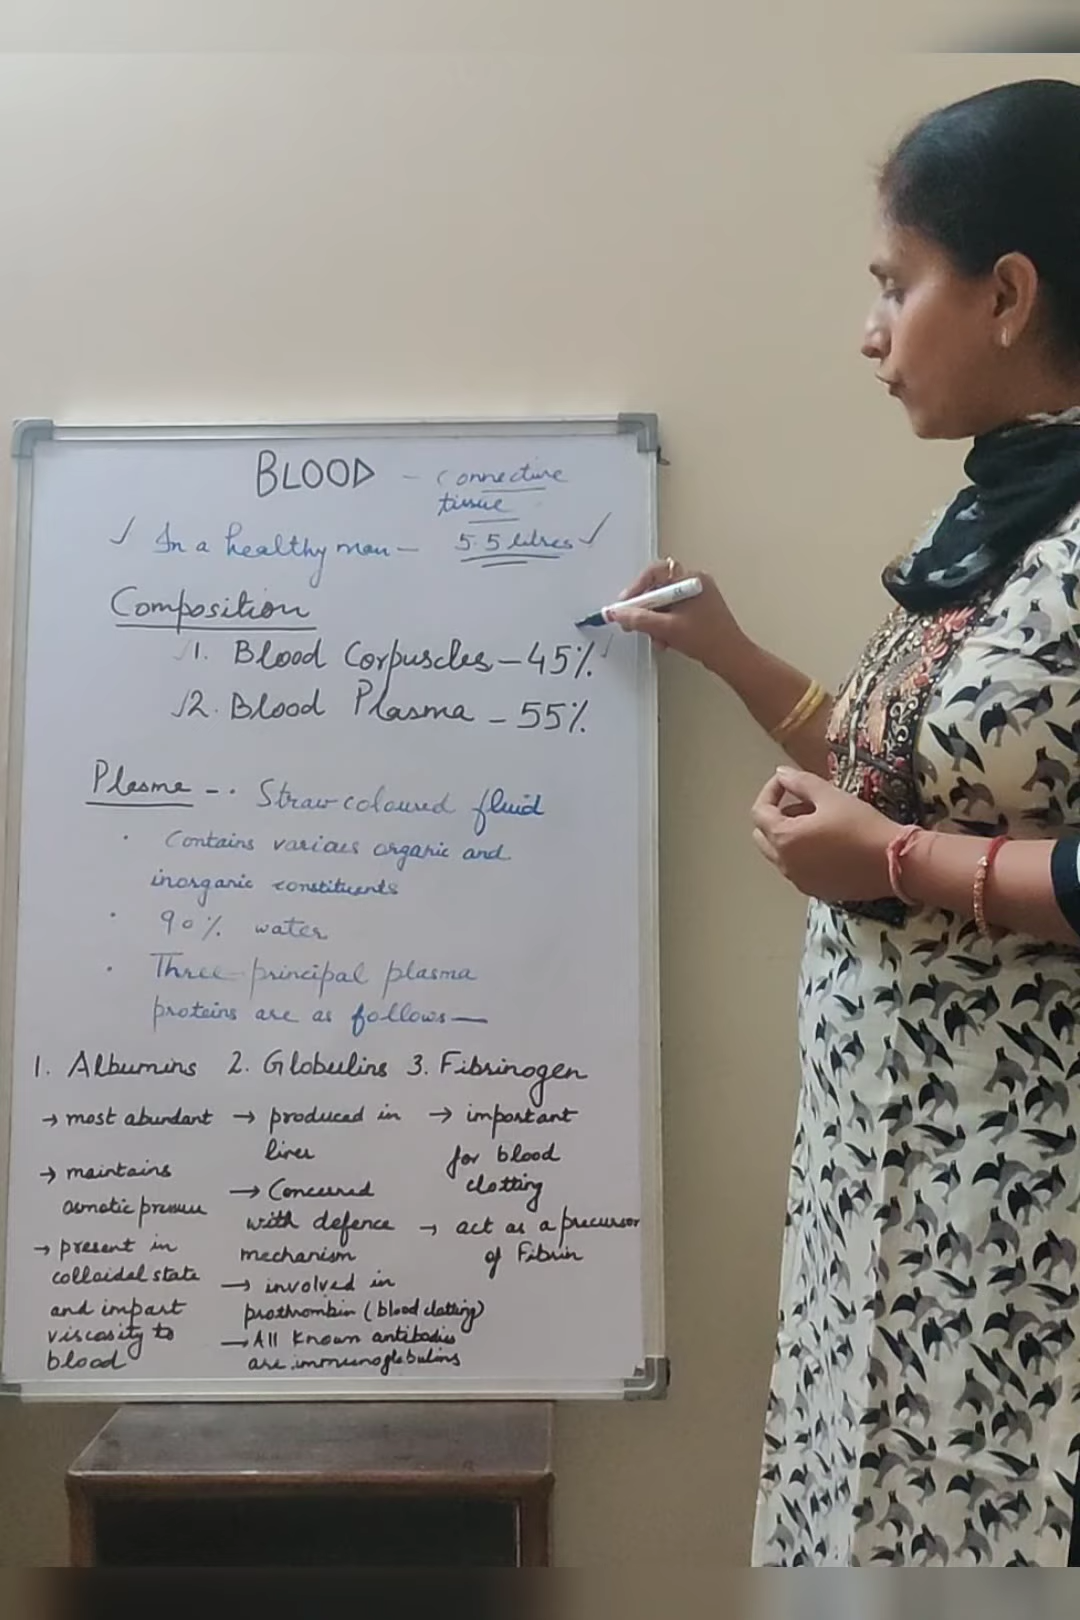 BLOOD - connective
tissue
✓ In a healthy man - 5.5 litres ✓
Composition
✓1. Blood Corpuscles - 45% ✓
✓2. Blood Plasma - 55%
Plasma - · Straw coloured fluid
· Contains various organic and
inorganic constituents
· 90% water
· Three principal plasma
proteins are as follows —
1. Albumins 2. Globulins 3. Fibrinogen
→ most abundant
→ maintains
osmotic pressure
→ present in
colloidal state
and impart
viscosity to
blood
→ produced in
liver
→ Concerned
with defence
mechanism
→ involved in
prothrombin (blood clotting)
→ All known antibodies
are immunoglobulins
→ important
for blood
clotting
→ act as a precursor
of Fibrin